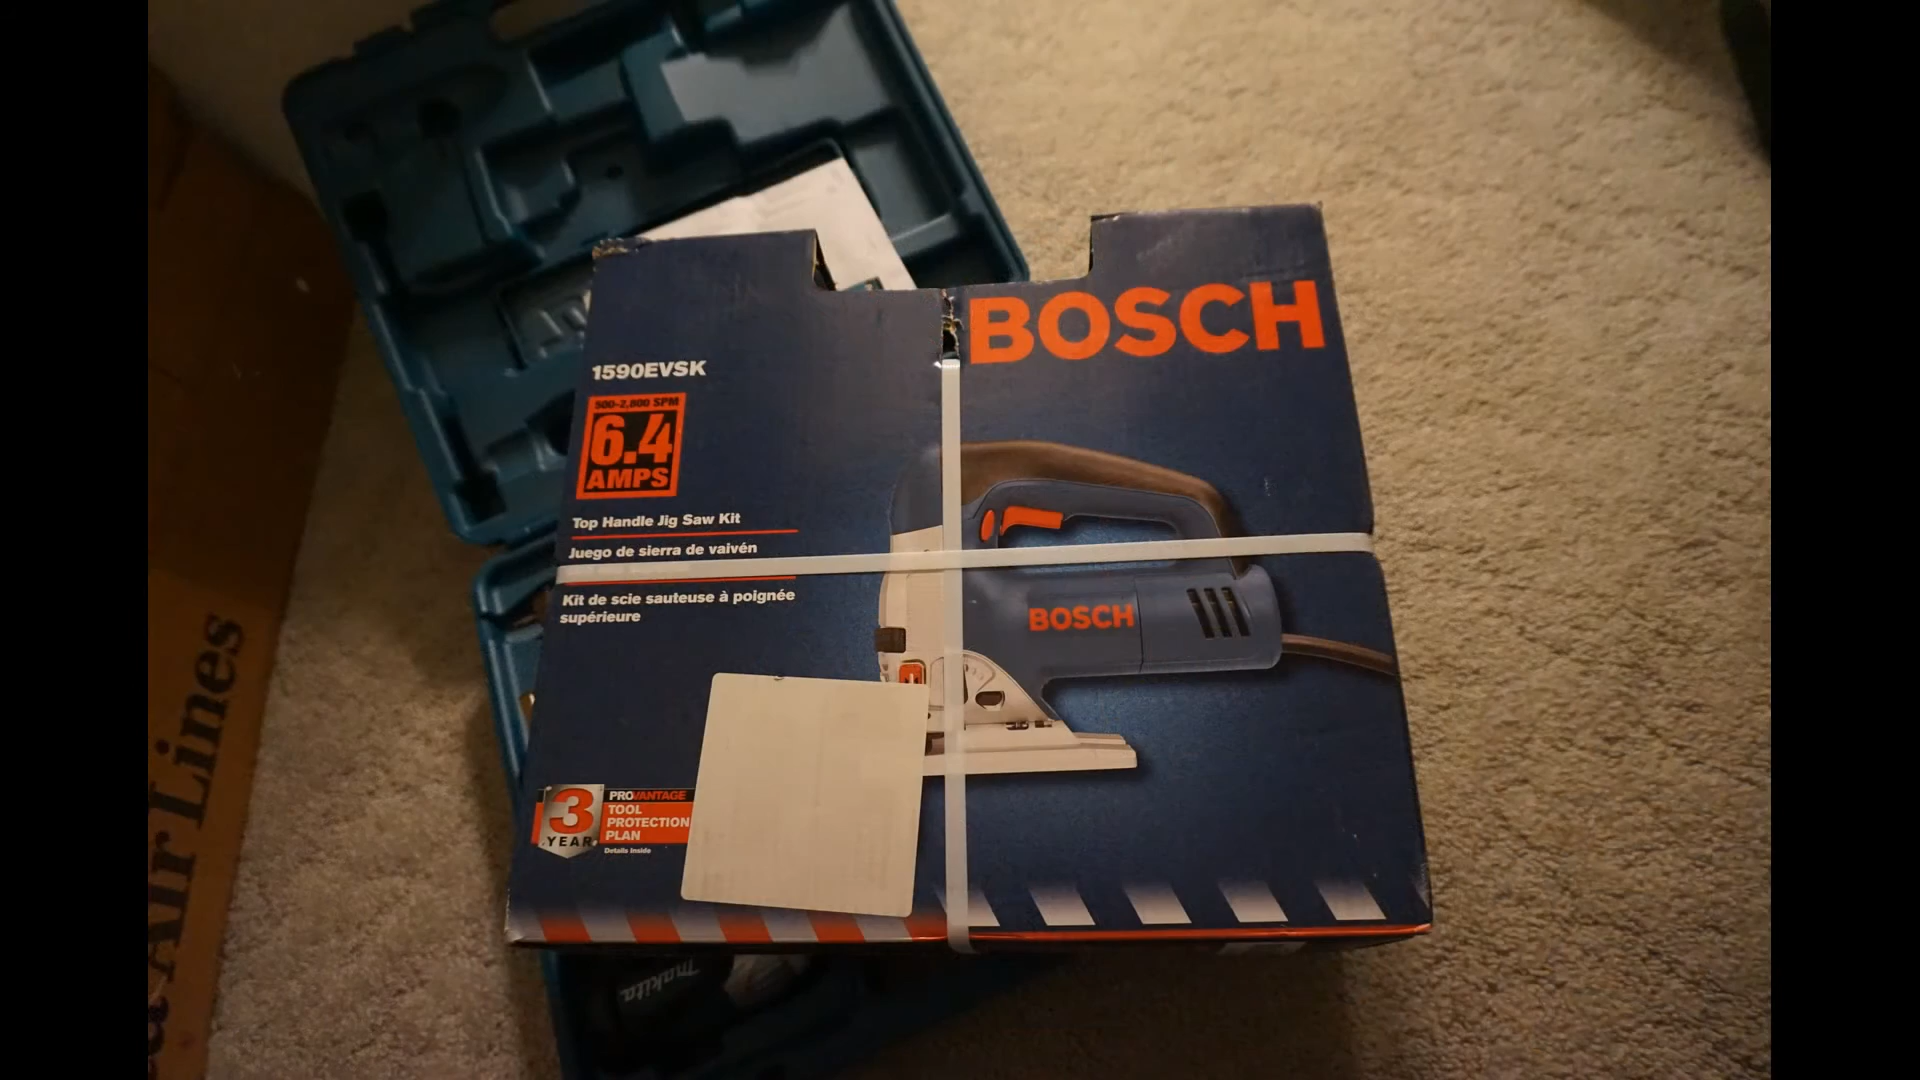 BOSCH
1590EVSK
500-2,800 SPM
6.4
AMPS
Top Handle Jig Saw Kit
Juego de sierra de vaivén
Kit de scie sauteuse à poignée
supérieure
BOSCH
3
YEAR
PROVANTAGE
TOOL
PROTECTION
PLAN
Details Inside
Air Lines
makita